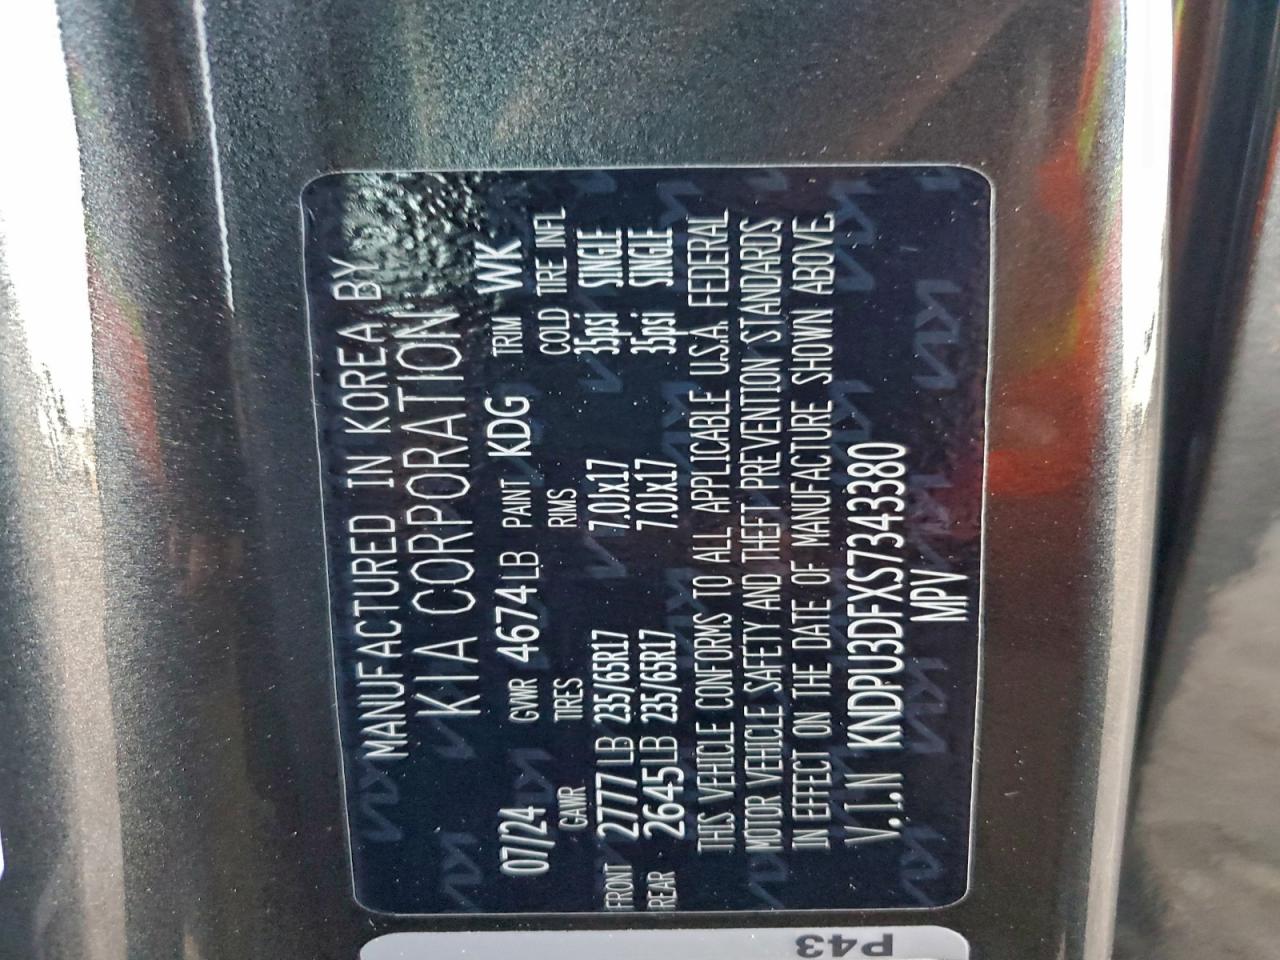 MANUFACTURED IN KOREA BY
KIA CORPORATION
07/24 GVWR 4674LB PAINT KDG TRIM WK
GAWR TIRES RIMS COLD TIRE INFL
FRONT 2777 LB 235/65R17 7.0Jx17 35psi SINGLE
REAR 2645LB 235/65R17 7.0Jx17 35psi SINGLE
THIS VEHICLE CONFORMS TO ALL APPLICABLE U.S.A. FEDERAL
MOTOR VEHICLE SAFETY AND THEFT PREVENTION STANDARDS
IN EFFECT ON THE DATE OF MANUFACTURE SHOWN ABOVE.
V.I.N KNDPU3DFXS7343380
MPV
P43